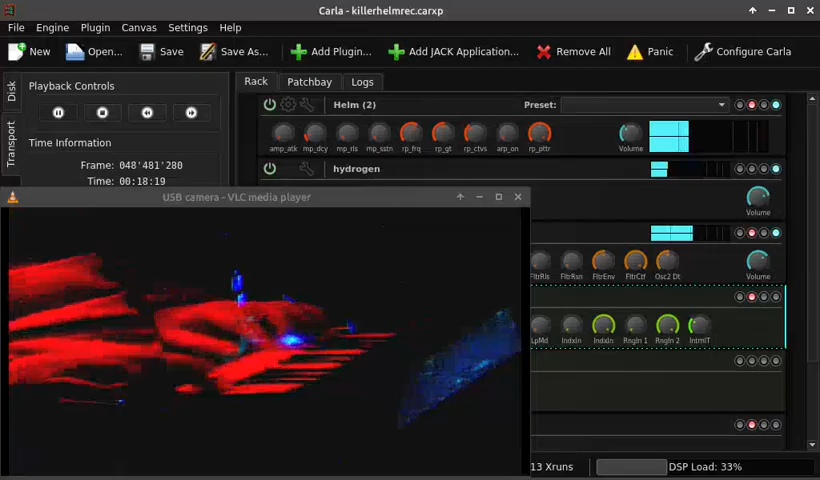 Carla - killerhelmrec.carxp
File Engine Plugin Canvas Settings Help
New Open... Save Save As... Add Plugin... Add JACK Application... Remove All Panic Configure Carla
Disk
Transport
Playback Controls
Time Information
Frame: 048'481'280
Time: 00:18:19
Rack Patchbay Logs
Helm (2) Preset:
amp_atk mp_dcy mp_rls mp_sstn rp_frq rp_gt rp_ctvs arp_on rp_pttr Volume
hydrogen
Volume
USB camera - VLC media player
FltrRls FltrRsn FltrEnv FltrCtf Osc2 Dt Volume
LpMd Indxin Indxin RngIn 1 RngIn 2 IntrnlT
13 Xruns DSP Load: 33%